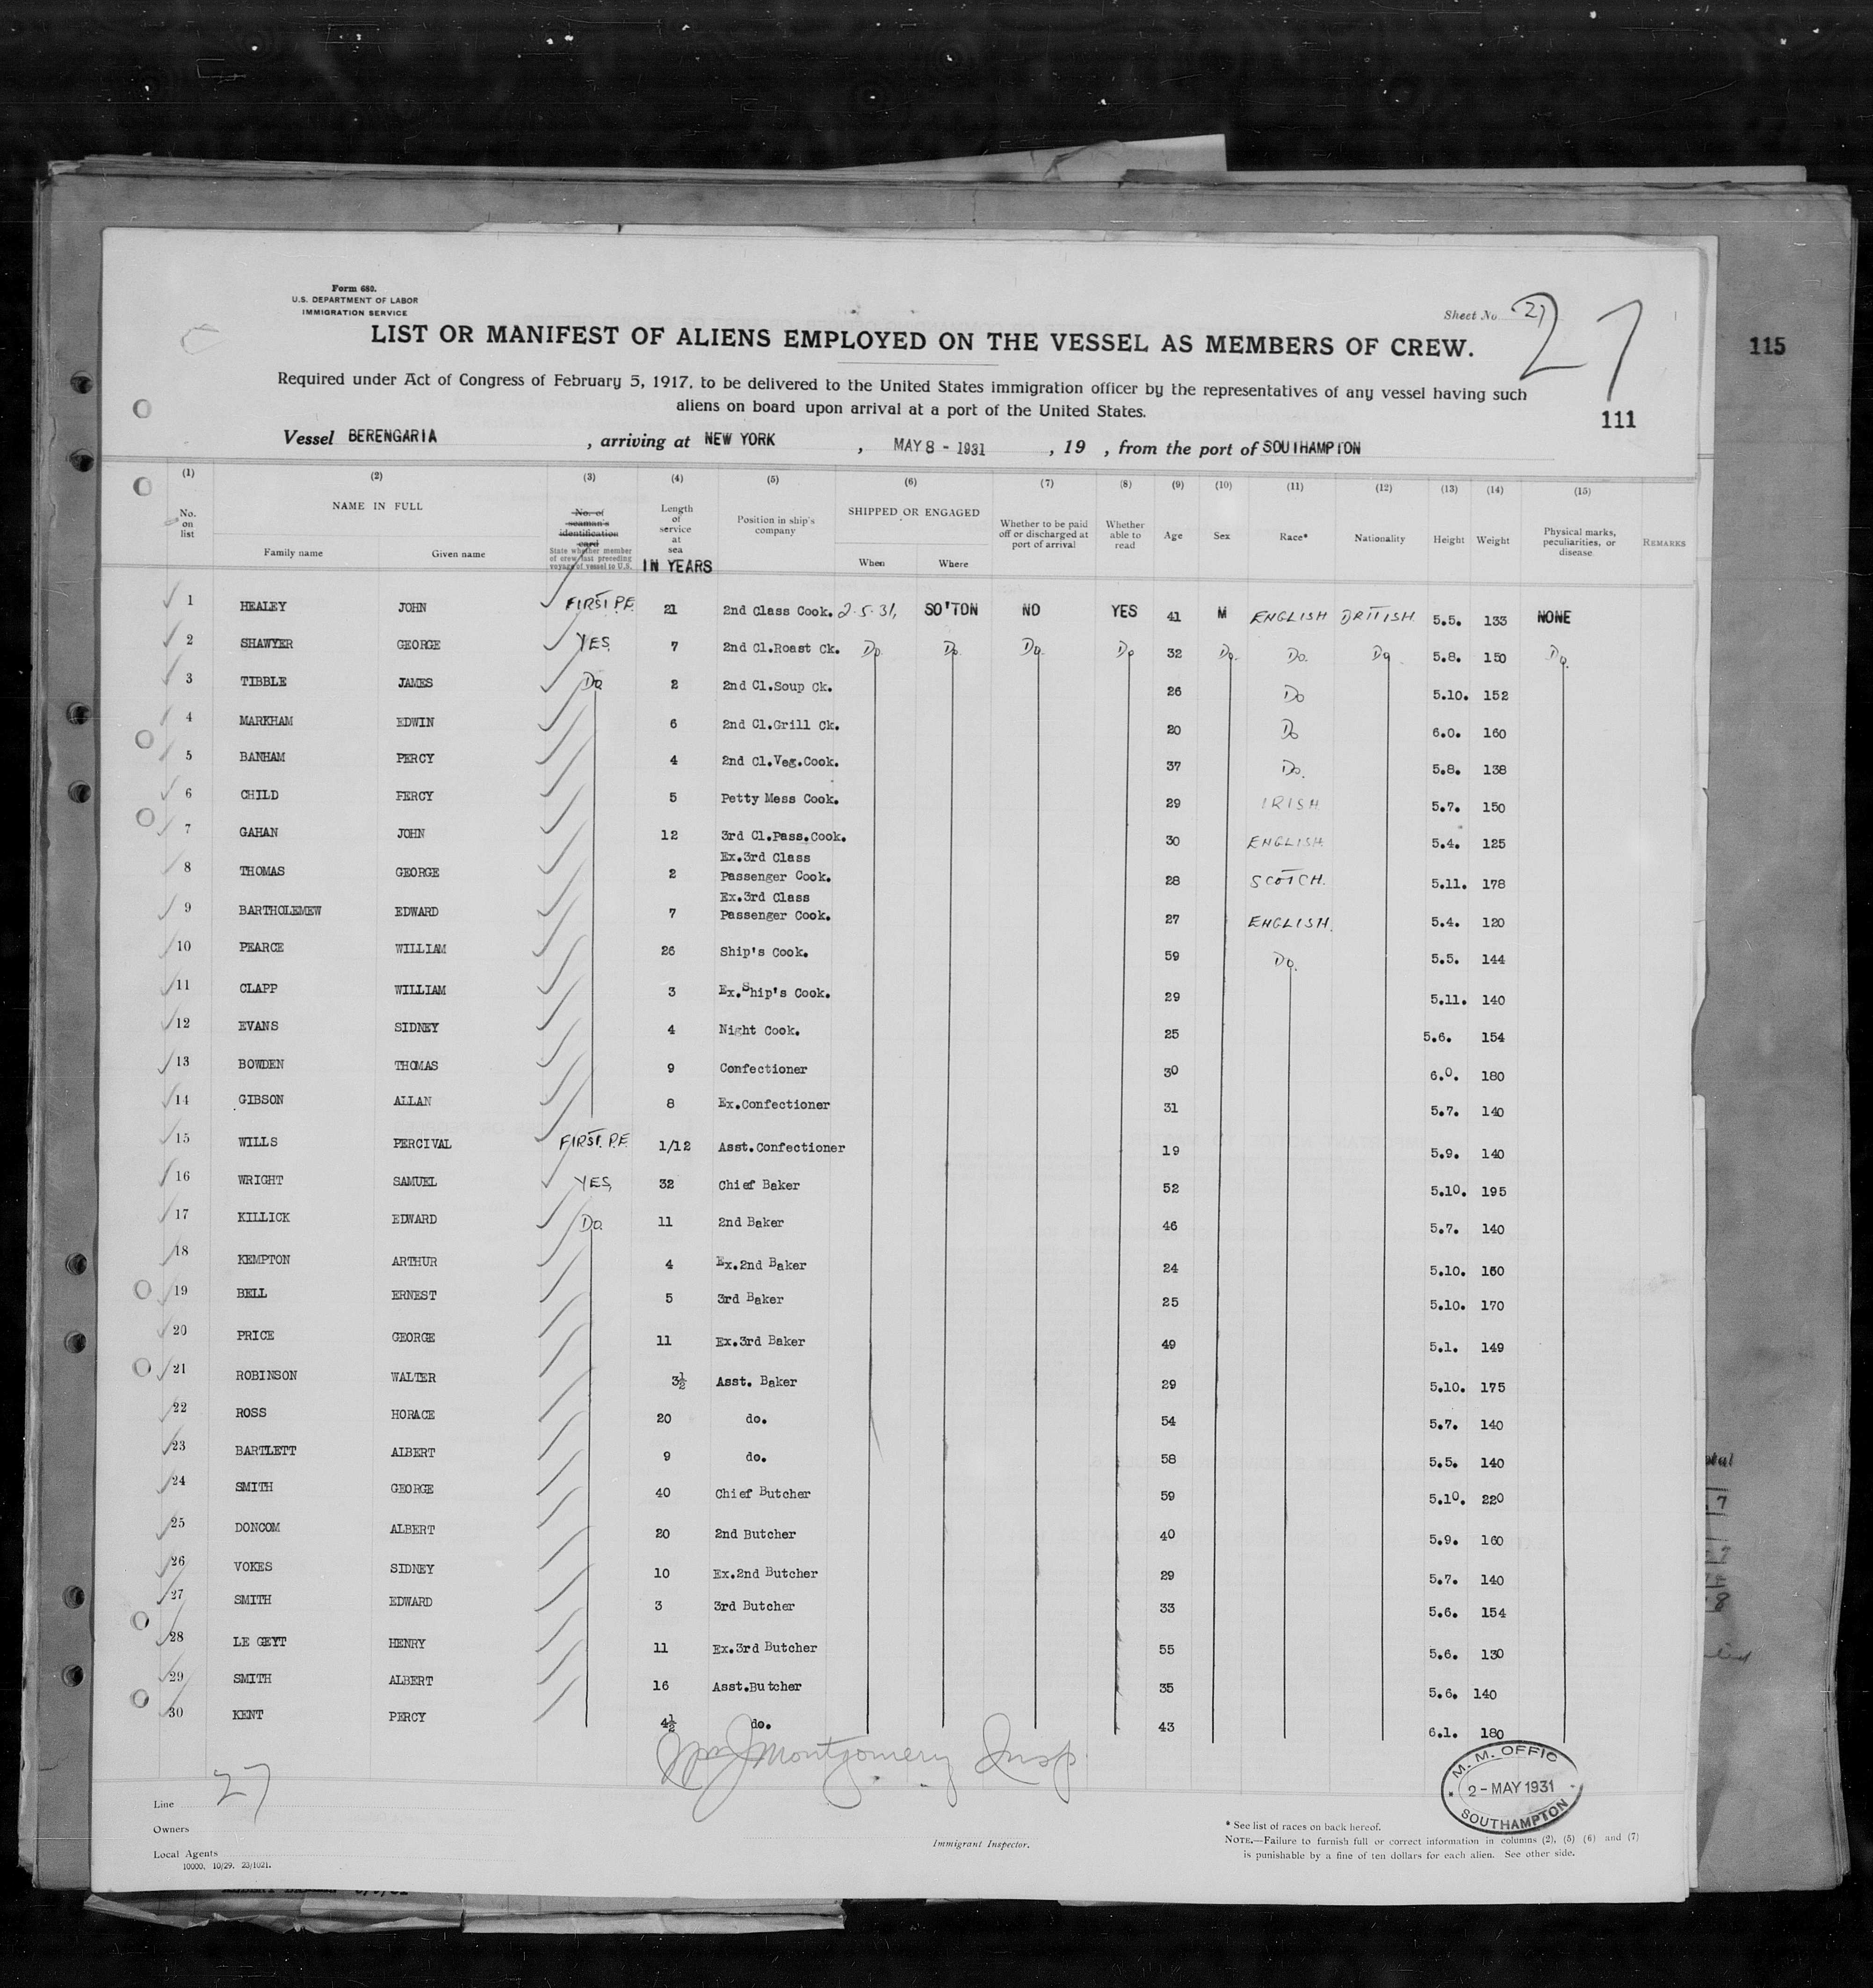 Form 680.
U.S. DEPARTMENT OF LABOR
IMMIGRATION SERVICE
Sheet No 27
27
LIST OR MANIFEST OF ALIENS EMPLOYED ON THE VESSEL AS MEMBERS OF CREW.
115
Required under Act of Congress of February 5, 1917, to be delivered to the United States immigration officer by the representatives of any vessel having such
aliens on board upon arrival at a port of the United States.
111
Vessel BERENGARIA , arriving at NEW YORK , MAY 8 - 1931 , 19 , from the port of SOUTHAMPTON
(1) (2) (3) (4) (5) (6) (7) (8) (9) (10) (11) (12) (13) (14) (15)
No. on list NAME IN FULL Family name Given name No. of seaman's identification card State whether member of crew last preceding voyage of vessel to U.S. Length of service at sea IN YEARS Position in ship's company SHIPPED OR ENGAGED When Where Whether to be paid off or discharged at port of arrival Whether able to read Age Sex Race* Nationality Height Weight Physical marks, peculiarities, or disease REMARKS
1 HEALEY JOHN FIRST P.F. 21 2nd Class Cook. 2.5.31, SO'TON NO YES 41 M ENGLISH BRITISH 5.5. 133 NONE
2 SHAWYER GEORGE YES 7 2nd Cl.Roast Ck. Do. Do. Do. Do 32 Do. Do. Do 5.8. 150 Do.
3 TIBBLE JAMES Do 2 2nd Cl.Soup Ck. 26 Do 5.10. 152
4 MARKHAM EDWIN 6 2nd Cl.Grill Ck. 20 Do 6.0. 160
5 BANHAM PERCY 4 2nd Cl.Veg.Cook. 37 Do. 5.8. 138
6 CHILD PERCY 5 Petty Mess Cook. 29 IRISH 5.7. 150
7 GAHAN JOHN 12 3rd Cl.Pass.Cook. 30 ENGLISH 5.4. 125
8 THOMAS GEORGE 2 Ex.3rd Class Passenger Cook. 28 SCOTCH. 5.11. 178
9 BARTHOLEMEW EDWARD 7 Ex.3rd Class Passenger Cook. 27 ENGLISH. 5.4. 120
10 PEARCE WILLIAM 26 Ship's Cook. 59 Do. 5.5. 144
11 CLAPP WILLIAM 3 Ex.Ship's Cook. 29 5.11. 140
12 EVANS SIDNEY 4 Night Cook. 25 5.6. 154
13 BOWDEN THOMAS 9 Confectioner 30 6.0. 180
14 GIBSON ALLAN 8 Ex.Confectioner 31 5.7. 140
15 WILLS PERCIVAL FIRST. P.F. 1/12 Asst.Confectioner 19 5.9. 140
16 WRIGHT SAMUEL YES, 32 Chief Baker 52 5.10. 195
17 KILLICK EDWARD Do. 11 2nd Baker 46 5.7. 140
18 KEMPTON ARTHUR 4 Ex.2nd Baker 24 5.10. 160
19 BELL ERNEST 5 3rd Baker 25 5.10. 170
20 PRICE GEORGE 11 Ex.3rd Baker 49 5.1. 149
21 ROBINSON WALTER 3½ Asst. Baker 29 5.10. 175
22 ROSS HORACE 20 do. 54 5.7. 140
23 BARTLETT ALBERT 9 do. 58 5.5. 140
24 SMITH GEORGE 40 Chief Butcher 59 5.10. 220
25 DONCOM ALBERT 20 2nd Butcher 40 5.9. 160
26 VOKES SIDNEY 10 Ex.2nd Butcher 29 5.7. 140
27 SMITH EDWARD 3 3rd Butcher 33 5.6. 154
28 LE GEYT HENRY 11 Ex.3rd Butcher 55 5.6. 130
29 SMITH ALBERT 16 Asst.Butcher 35 5.6. 140
30 KENT PERCY 4½ do. 43 6.1. 180
Wm J Montgomery Insp.
M. M. OFFIC
2 - MAY 1931
SOUTHAMPTON
27
Line
Owners
Local Agents
10000. 10/29. 23/1021.
Immigrant Inspector.
* See list of races on back hereof.
NOTE.—Failure to furnish full or correct information in columns (2), (5) (6) and (7)
is punishable by a fine of ten dollars for each alien. See other side.